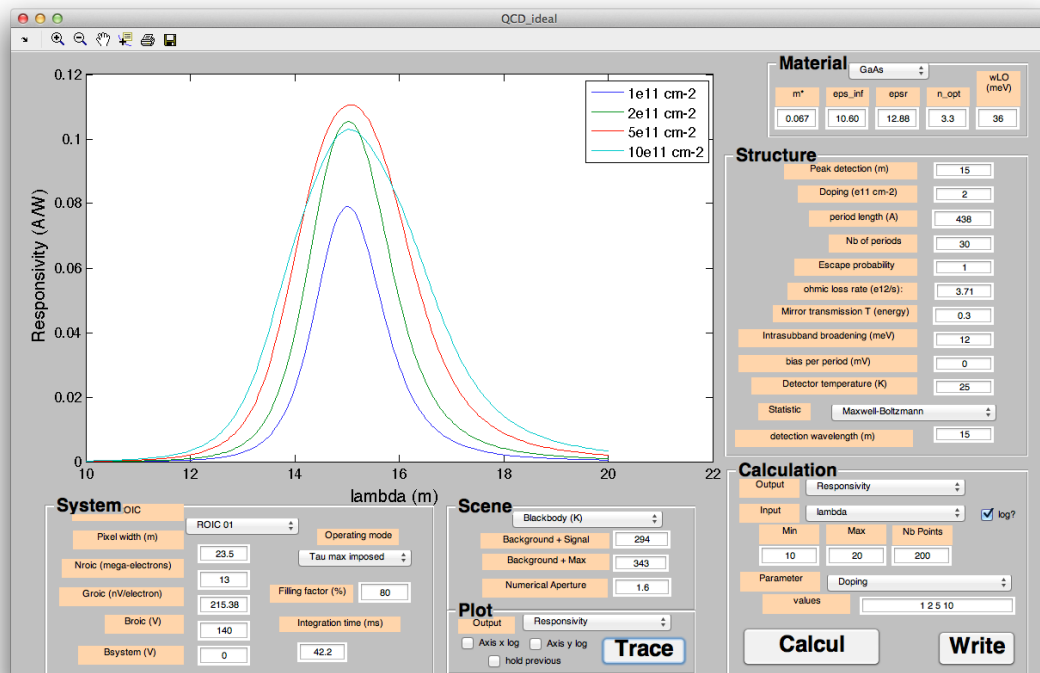 QCD_ideal
0.12
0.1
0.08
0.06
0.04
0.02
0
10
12
14
16
18
20
22
Responsivity (A/W)
lambda (m)
1e11 cm-2
2e11 cm-2
5e11 cm-2
10e11 cm-2
Material
GaAs
m*
eps_inf
epsr
n_opt
wLO (meV)
0.067
10.60
12.88
3.3
36
Structure
Peak detection (m) 15
Doping (e11 cm-2) 2
period length (A) 438
Nb of periods 30
Escape probability 1
ohmic loss rate (e12/s): 3.71
Mirror transmission T (energy) 0.3
Intrasubband broadening (meV) 12
bias per period (mV) 0
Detector temperature (K) 25
Statistic Maxwell-Boltzmann
detection wavelength (m) 15
System
OIC
ROIC 01
Pixel width (m)
23.5
Nroic (mega-electrons)
13
Groic (nV/electron)
215.38
Broic (V)
140
Bsystem (V)
0
Operating mode
Tau max imposed
Filling factor (%) 80
Integration time (ms)
42.2
Scene
Blackbody (K)
Background + Signal 294
Background + Max 343
Numerical Aperture 1.6
Plot
Output Responsivity
Axis x log
Axis y log
hold previous
Trace
Calculation
Output Responsivity
Input lambda log?
Min Max Nb Points
10 20 200
Parameter Doping
values 1 2 5 10
Calcul
Write